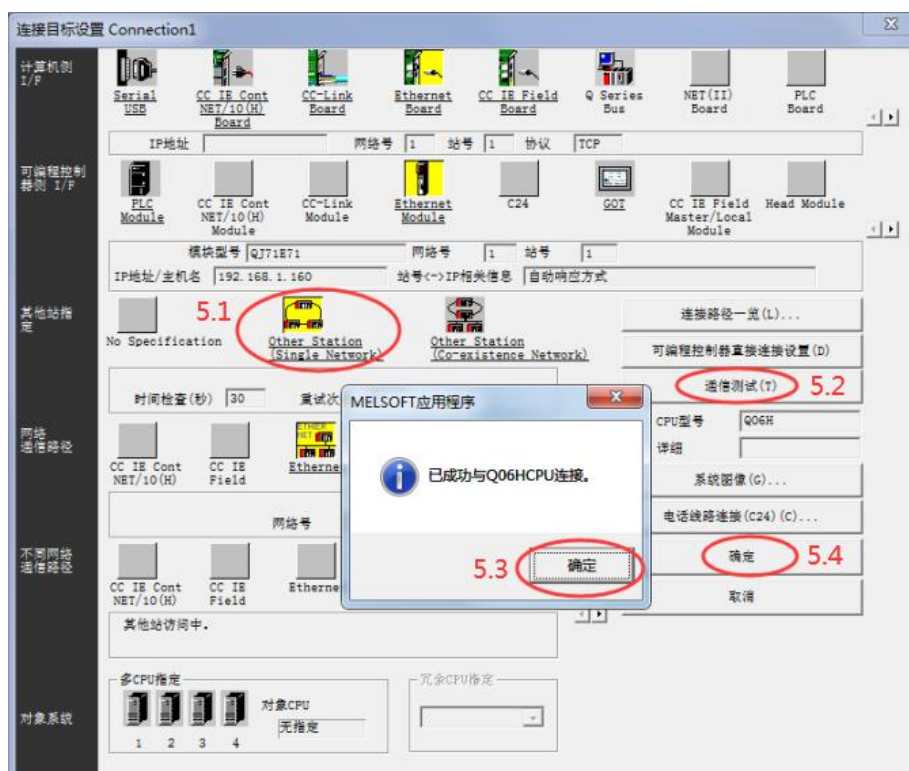 连接目标设置 Connection1
计算机侧
I/F
Serial
USB
CC IE Cont
NET/10(H)
Board
CC-Link
Board
Ethernet
Board
CC IE Field
Board
Q Series
Bus
NET(II)
Board
PLC
Board
IP地址
网络号 1 站号 1 协议 TCP
可编程控制
器侧 I/F
PLC
Module
CC IE Cont
NET/10(H)
Module
CC-Link
Module
Ethernet
Module
C24
GOT
CC IE Field
Master/Local
Module
Head Module
模块型号 QJ71E71 网络号 1 站号 1
IP地址/主机名 192.168.1.160 站号<->IP相关信息 自动响应方式
其他站指
定
No Specification
5.1
Other Station
(Single Network)
Other Station
(Co-existence Network)
连接路径一览(L)...
可编程控制器直接连接设置(D)
通信测试(T) 5.2
时间检查(秒) 30 重试次
CPU型号 Q06H
详细
系统图像(G)...
电话线路连接(C24)(C)...
确定 5.4
取消
MELSOFT应用程序
已成功与Q06HCPU连接。
5.3 确定
网络
通信路径
CC IE Cont
NET/10(H)
CC IE
Field
Etherne
网络号
不同网络
通信路径
CC IE Cont
NET/10(H)
CC IE
Field
Etherne
其他站访问中.
对象系统
多CPU指定
1 2 3 4
对象CPU
无指定
冗余CPU指定